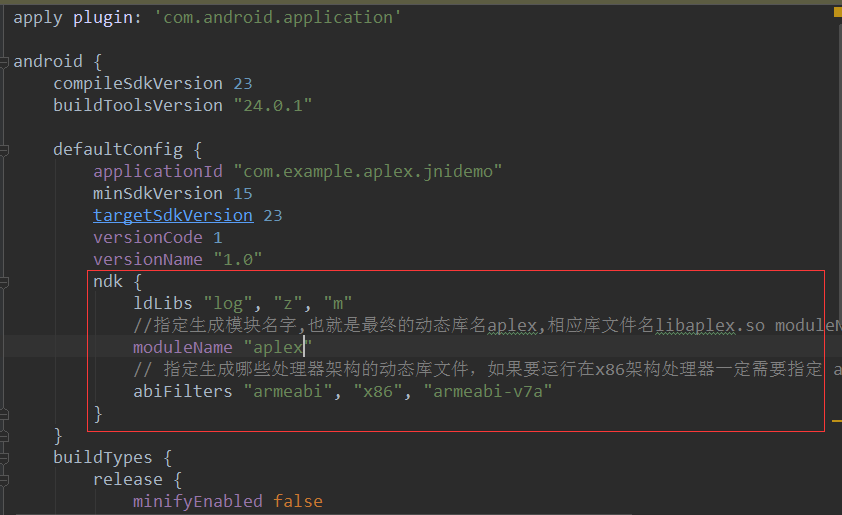 apply plugin: 'com.android.application'
android {
compileSdkVersion 23
buildToolsVersion "24.0.1"
defaultConfig {
applicationId "com.example.aplex.jnidemo"
minSdkVersion 15
targetSdkVersion 23
versionCode 1
versionName "1.0"
ndk {
ldLibs "log", "z", "m"
//指定生成模块名字,也就是最终的动态库名aplex,相应库文件名libaplex.so moduleN
moduleName "aplex"
// 指定生成哪些处理器架构的动态库文件，如果要运行在x86架构处理器一定需要指定 a
abiFilters "armeabi", "x86", "armeabi-v7a"
}
}
buildTypes {
release {
minifyEnabled false